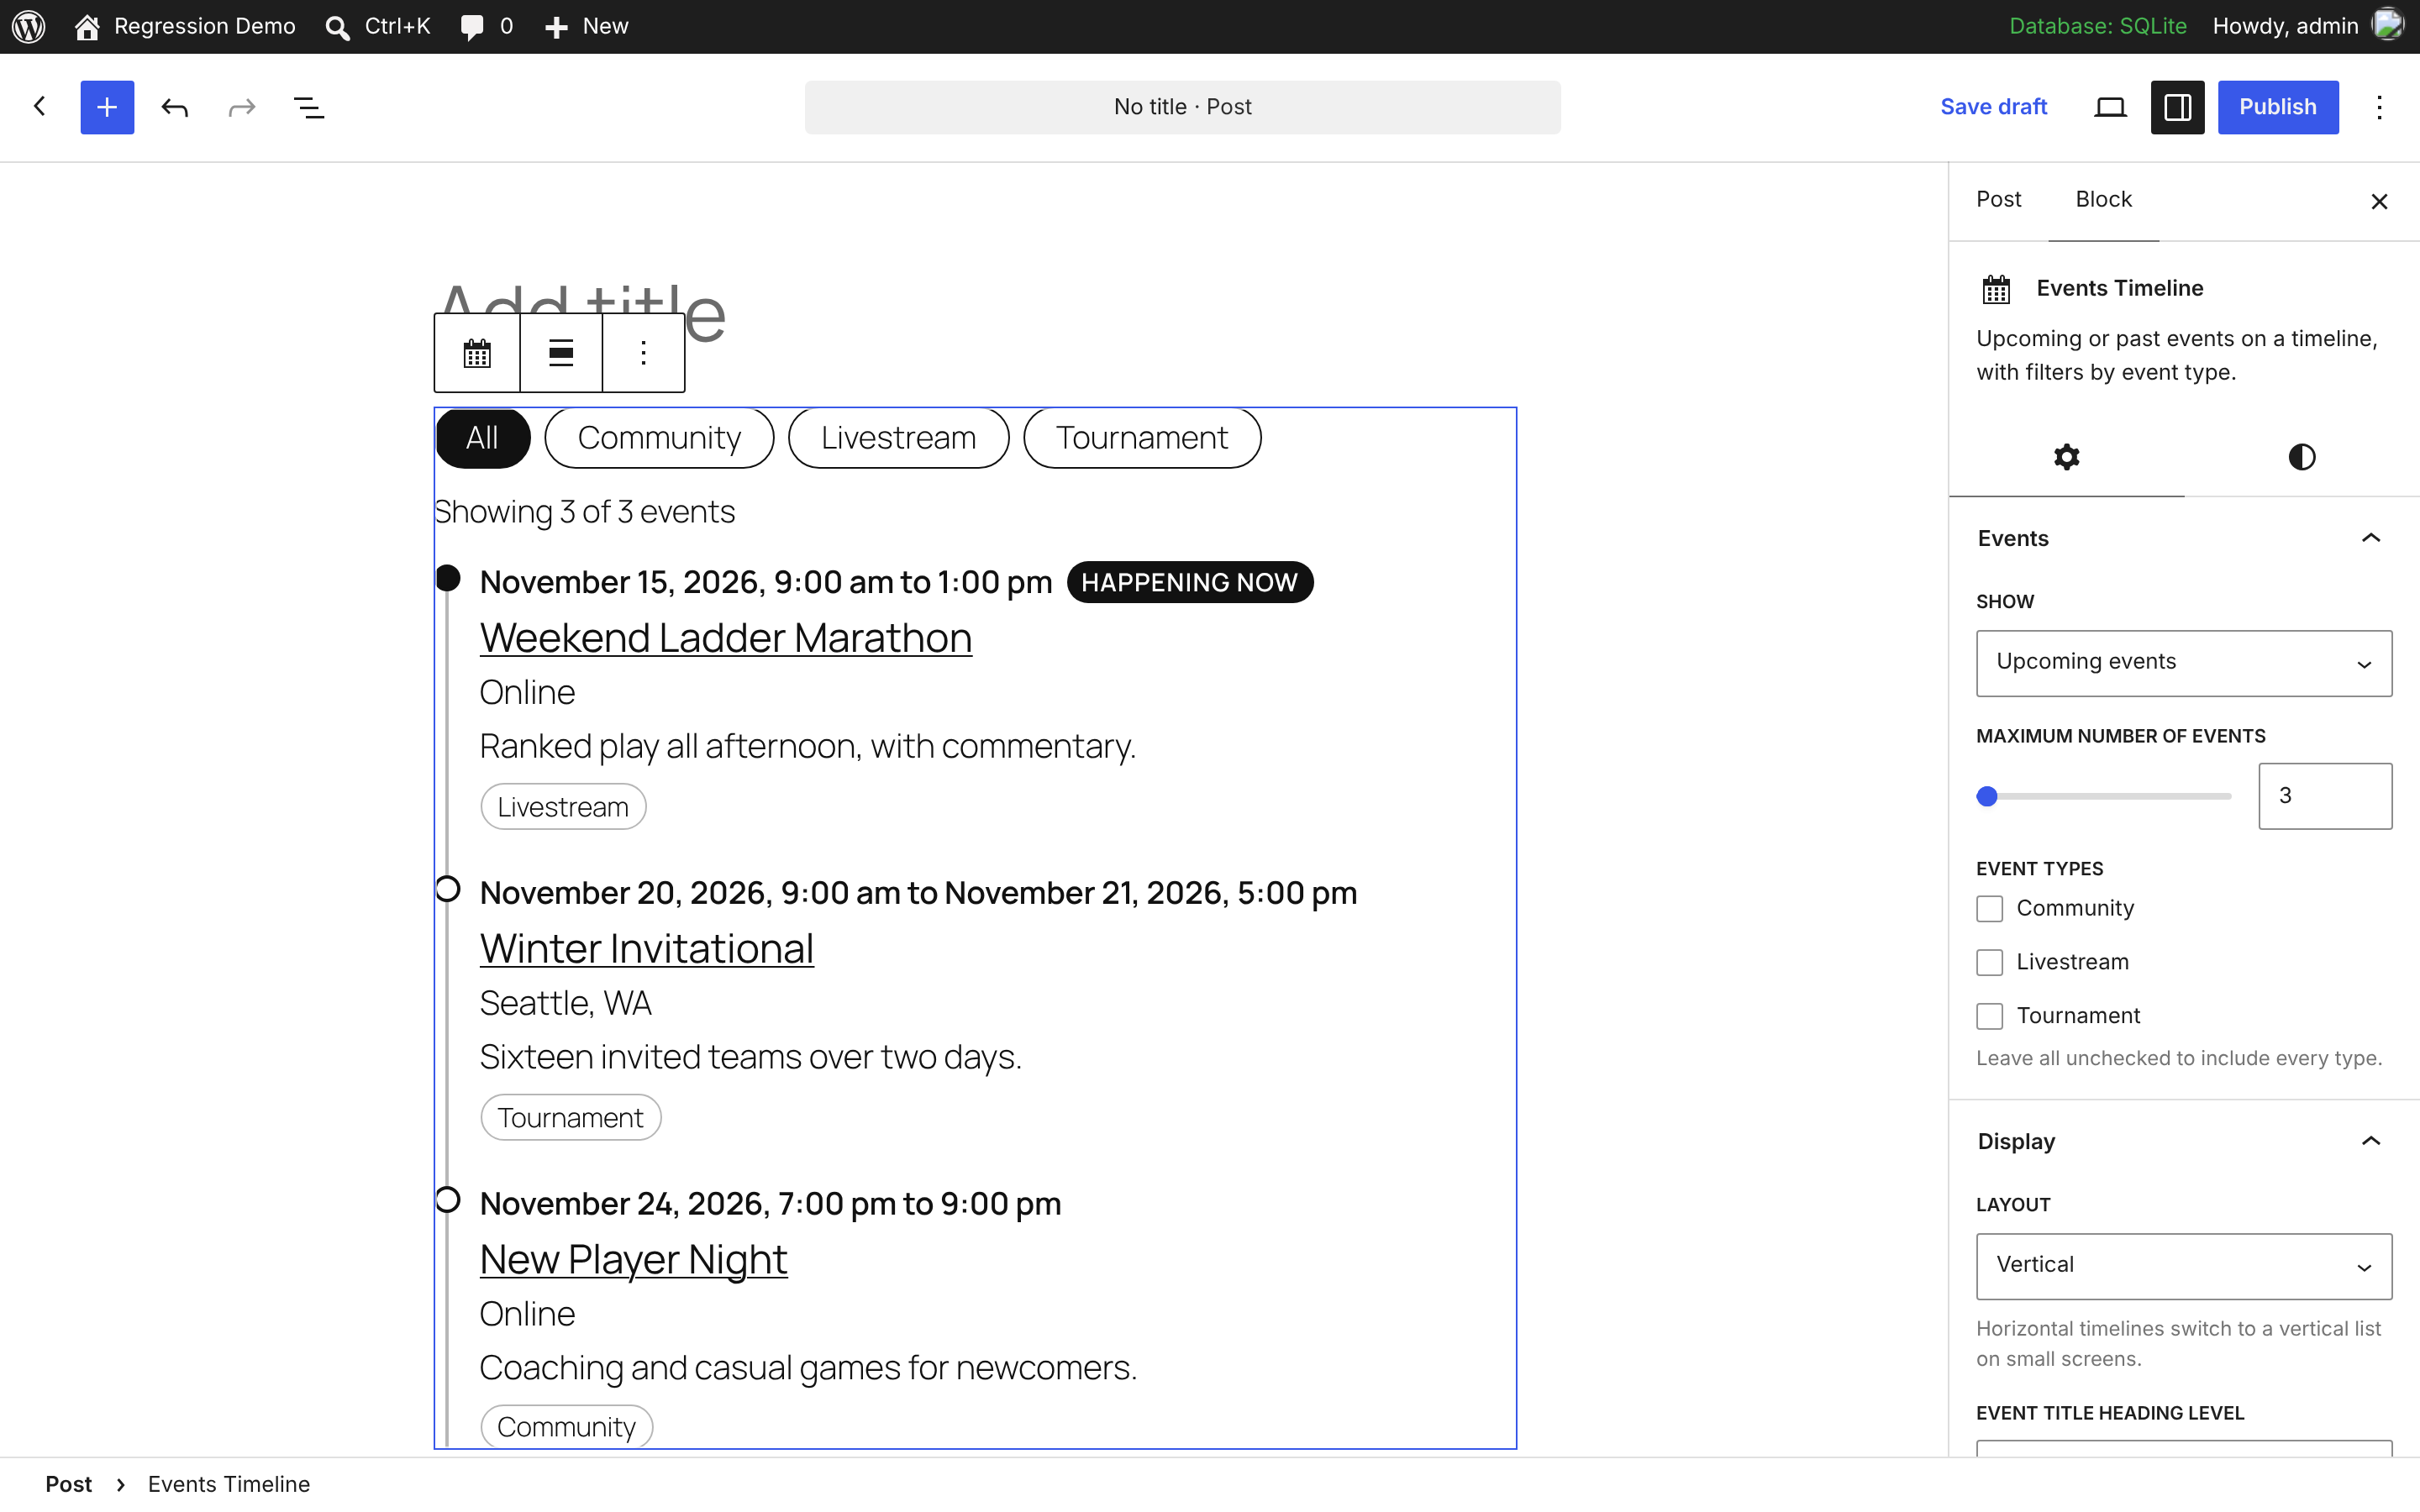 Regression Demo Ctrl+K 0 New Database: SQLite Howdy, admin
No title · Post Save draft Publish
Add title
All Community Livestream Tournament
Showing 3 of 3 events
November 15, 2026, 9:00 am to 1:00 pm HAPPENING NOW
Weekend Ladder Marathon
Online
Ranked play all afternoon, with commentary.
Livestream
November 20, 2026, 9:00 am to November 21, 2026, 5:00 pm
Winter Invitational
Seattle, WA
Sixteen invited teams over two days.
Tournament
November 24, 2026, 7:00 pm to 9:00 pm
New Player Night
Online
Coaching and casual games for newcomers.
Community
Post Block
Events Timeline
Upcoming or past events on a timeline,
with filters by event type.
Events
SHOW
Upcoming events
MAXIMUM NUMBER OF EVENTS
3
EVENT TYPES
Community
Livestream
Tournament
Leave all unchecked to include every type.
Display
LAYOUT
Vertical
Horizontal timelines switch to a vertical list
on small screens.
EVENT TITLE HEADING LEVEL
Post › Events Timeline